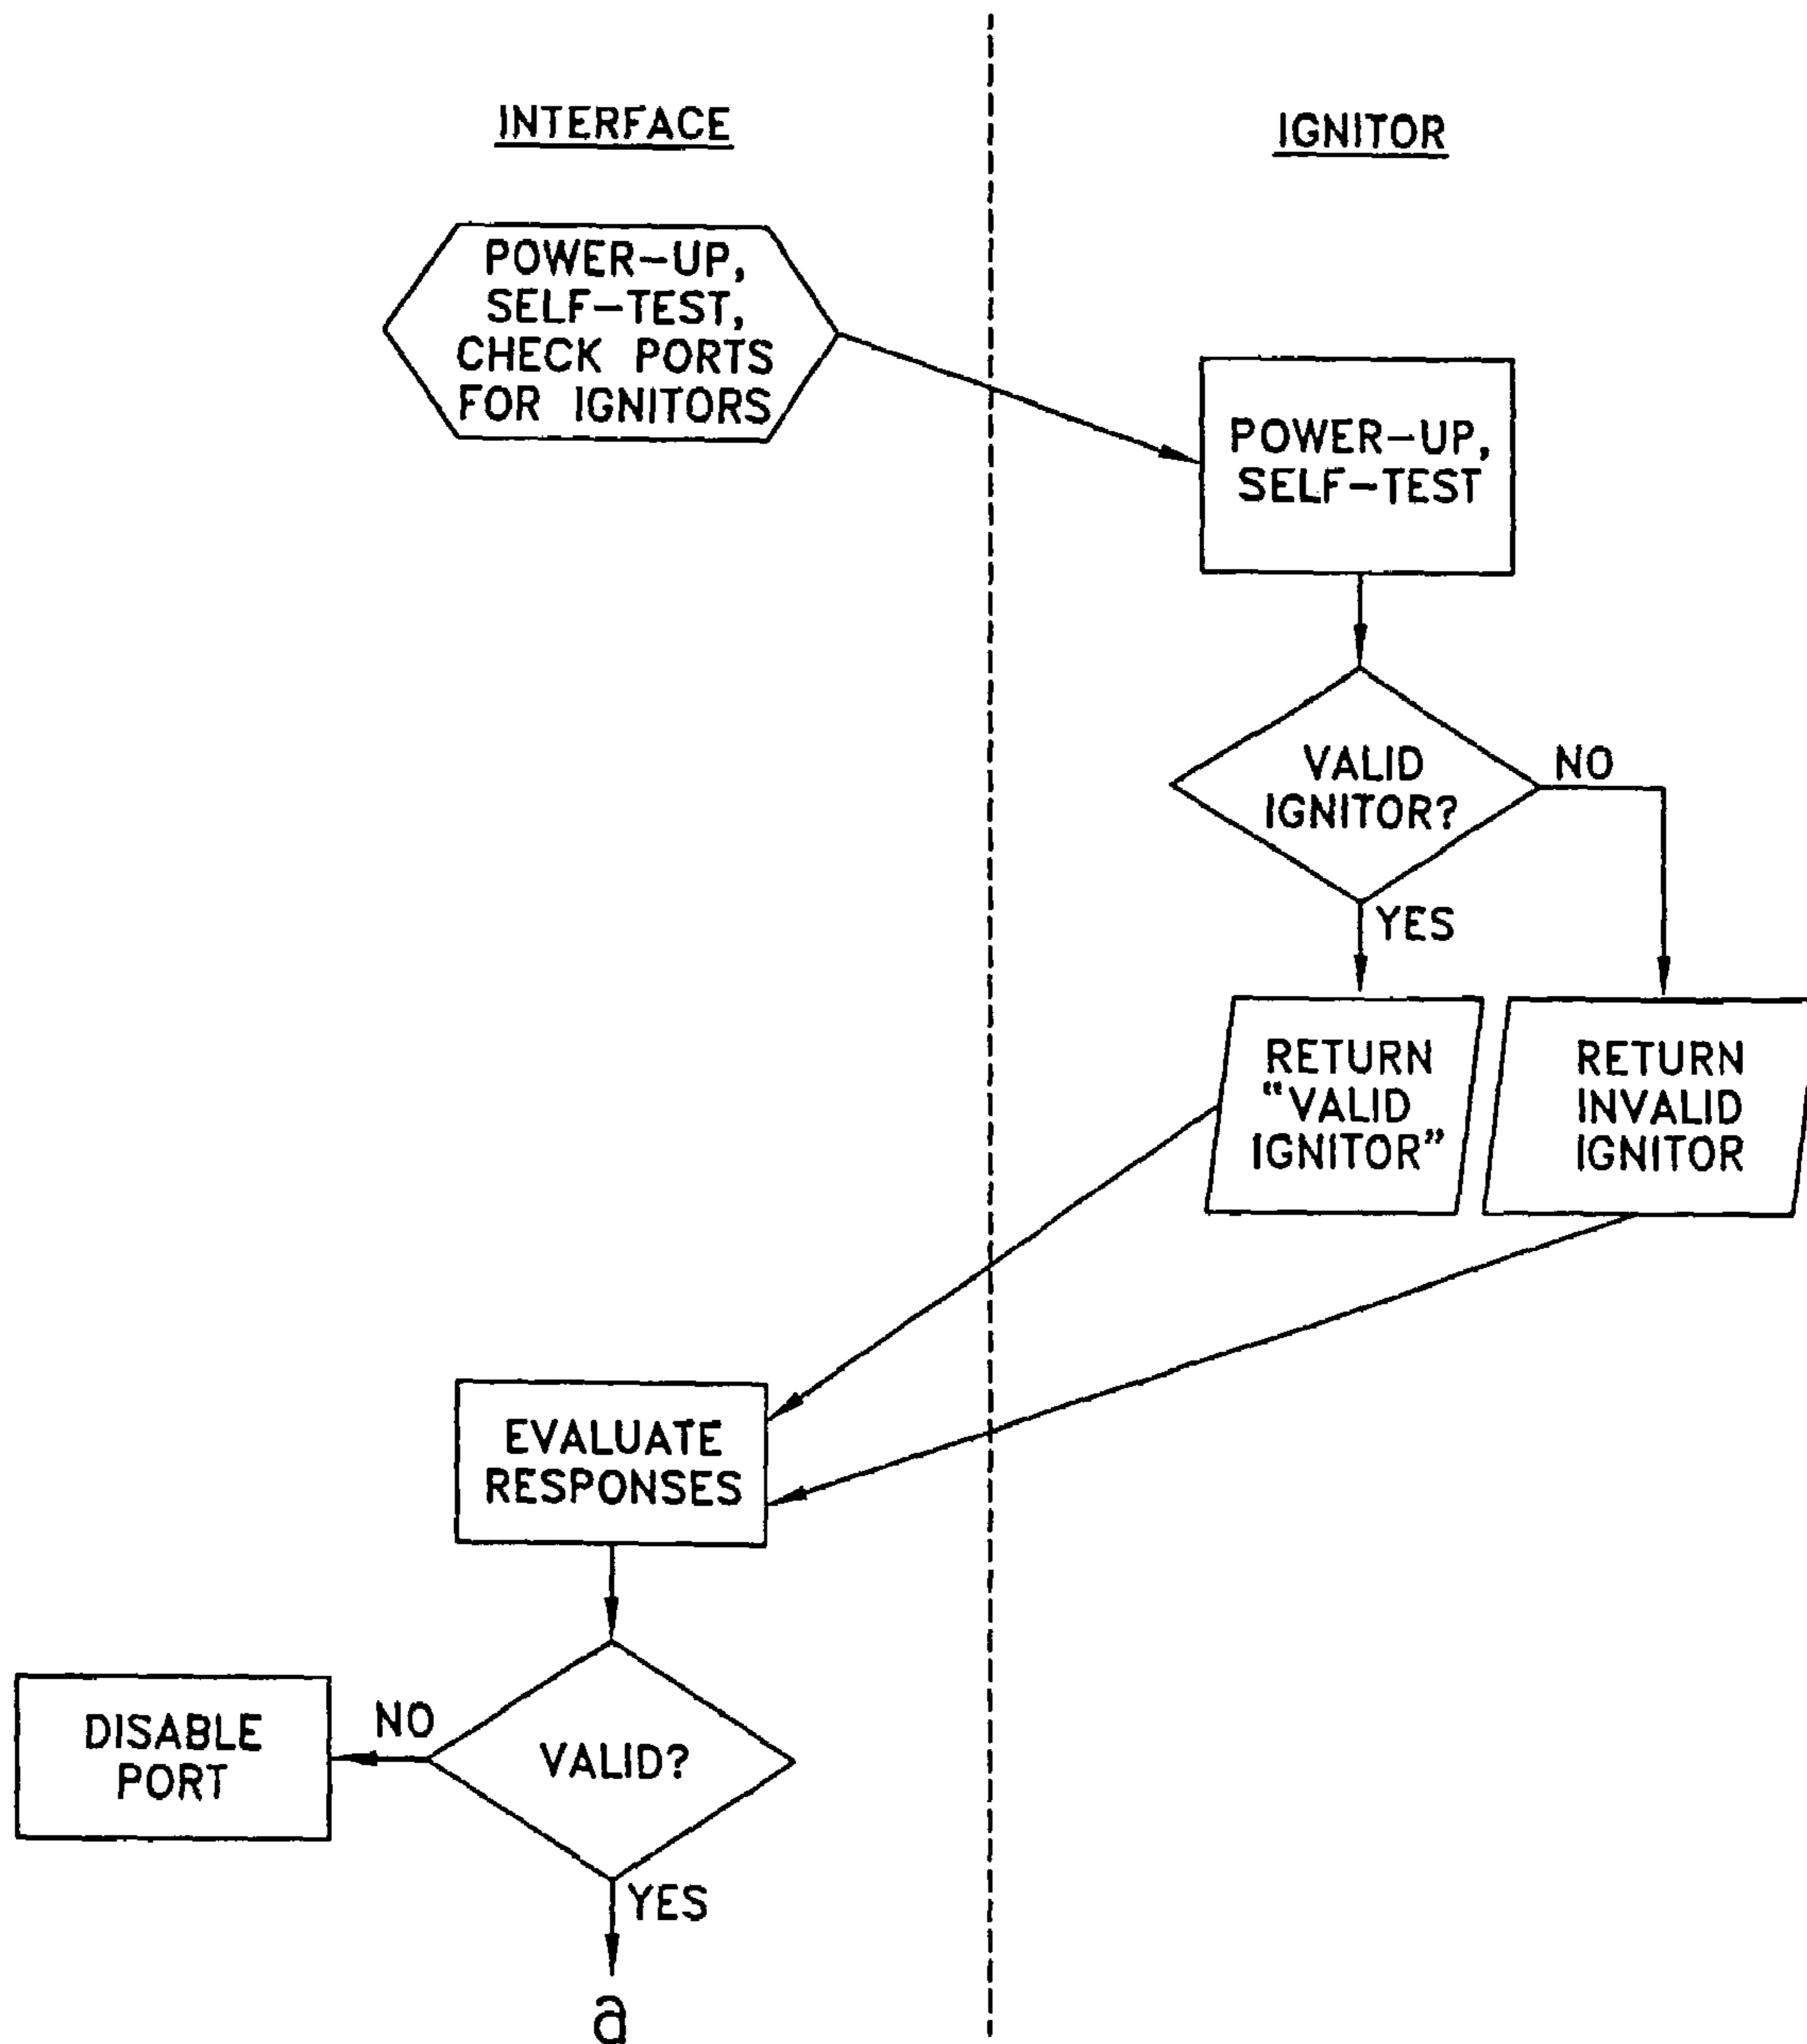 INTERFACE
IGNITOR
POWER-UP,
SELF-TEST,
CHECK PORTS
FOR IGNITORS
POWER-UP,
SELF-TEST
VALID
IGNITOR?
NO
YES
RETURN
“VALID
IGNITOR”
RETURN
INVALID
IGNITOR
EVALUATE
RESPONSES
VALID?
NO
DISABLE
PORT
YES
a